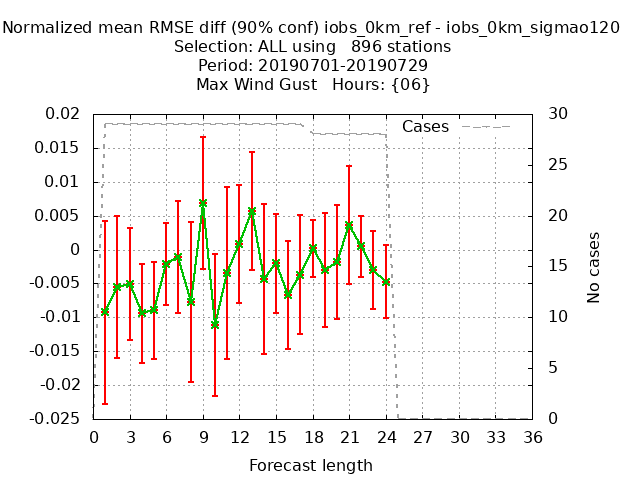 Normalized mean RMSE diff (90% conf) iobs_0km_ref - iobs_0km_sigmao120
Selection: ALL using   896 stations
Period: 20190701-20190729
Max Wind Gust   Hours: {06}
Cases
0.02
0.015
0.01
0.005
0
-0.005
-0.01
-0.015
-0.02
-0.025
30
25
20
15
10
5
0
No cases
0 3 6 9 12 15 18 21 24 27 30 33 36
Forecast length